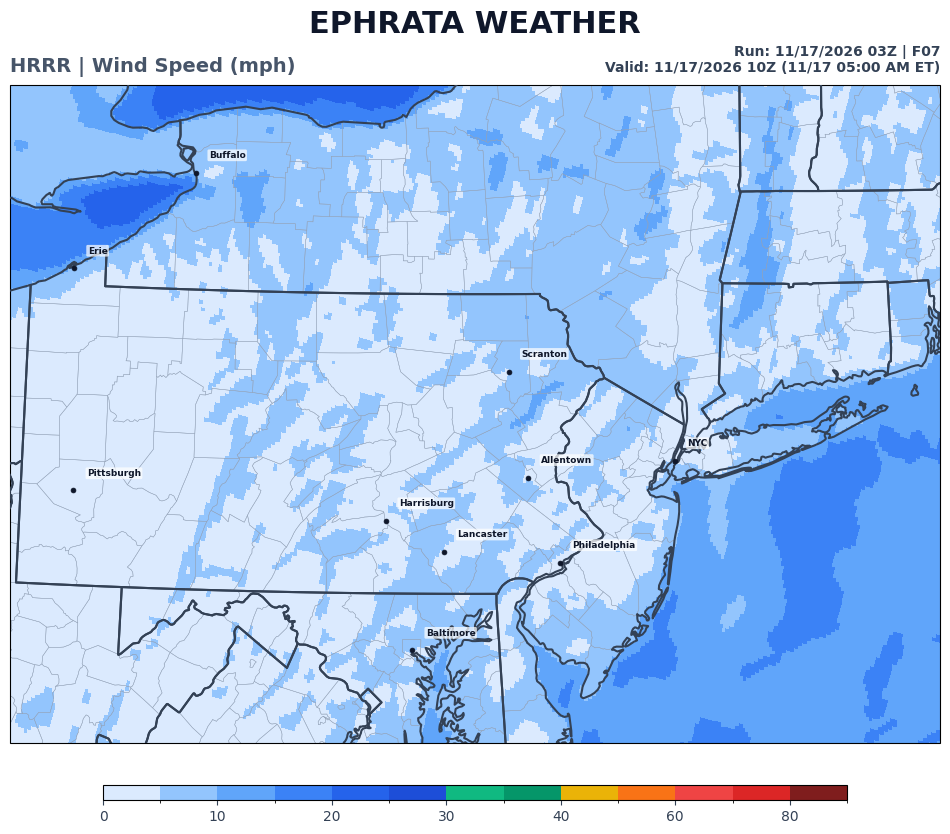 EPHRATA WEATHER
HRRR | Wind Speed (mph)
Run: 11/17/2026 03Z | F07
Valid: 11/17/2026 10Z (11/17 05:00 AM ET)
Buffalo
Erie
Scranton
NYC
Allentown
Pittsburgh
Harrisburg
Lancaster
Philadelphia
Baltimore
0 10 20 30 40 50 60 70 80